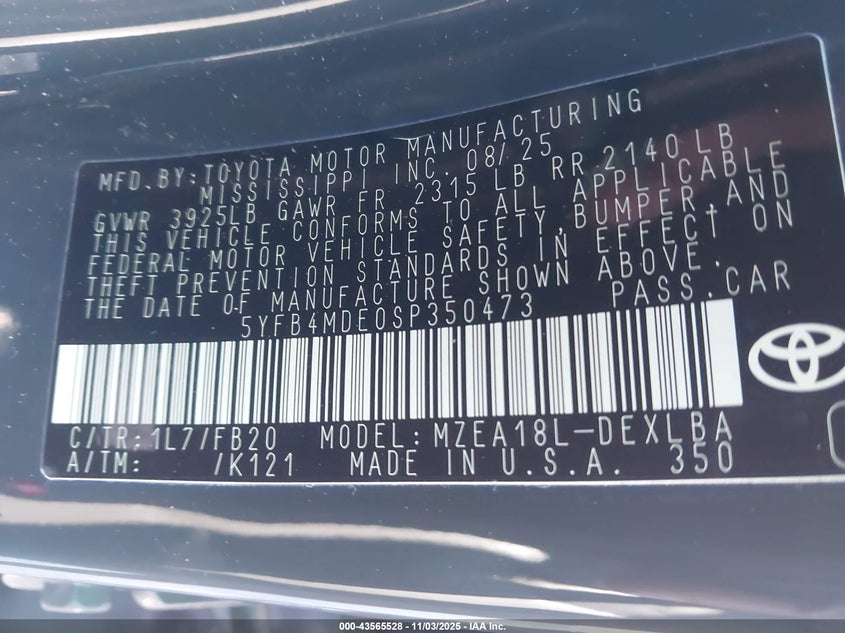 MFD. BY: TOYOTA MOTOR MANUFACTURING
MISSISSIPPI INC. 08/25
GVWR 3925LB GAWR FR 2315 LB RR 2140 LB
THIS VEHICLE CONFORMS TO ALL APPLICABLE
FEDERAL MOTOR VEHICLE SAFETY, BUMPER, AND
THEFT PREVENTION STANDARDS IN EFFECT ON
THE DATE OF MANUFACTURE SHOWN ABOVE.
5YFB4MDE0SP350473 PASS. CAR
C/TR: 1L7/FB20 MODEL: MZEA18L-DEXLBA
A/TM: /K121 MADE IN U.S.A. 350
000-43565528 - 11/03/2025 - IAA Inc.